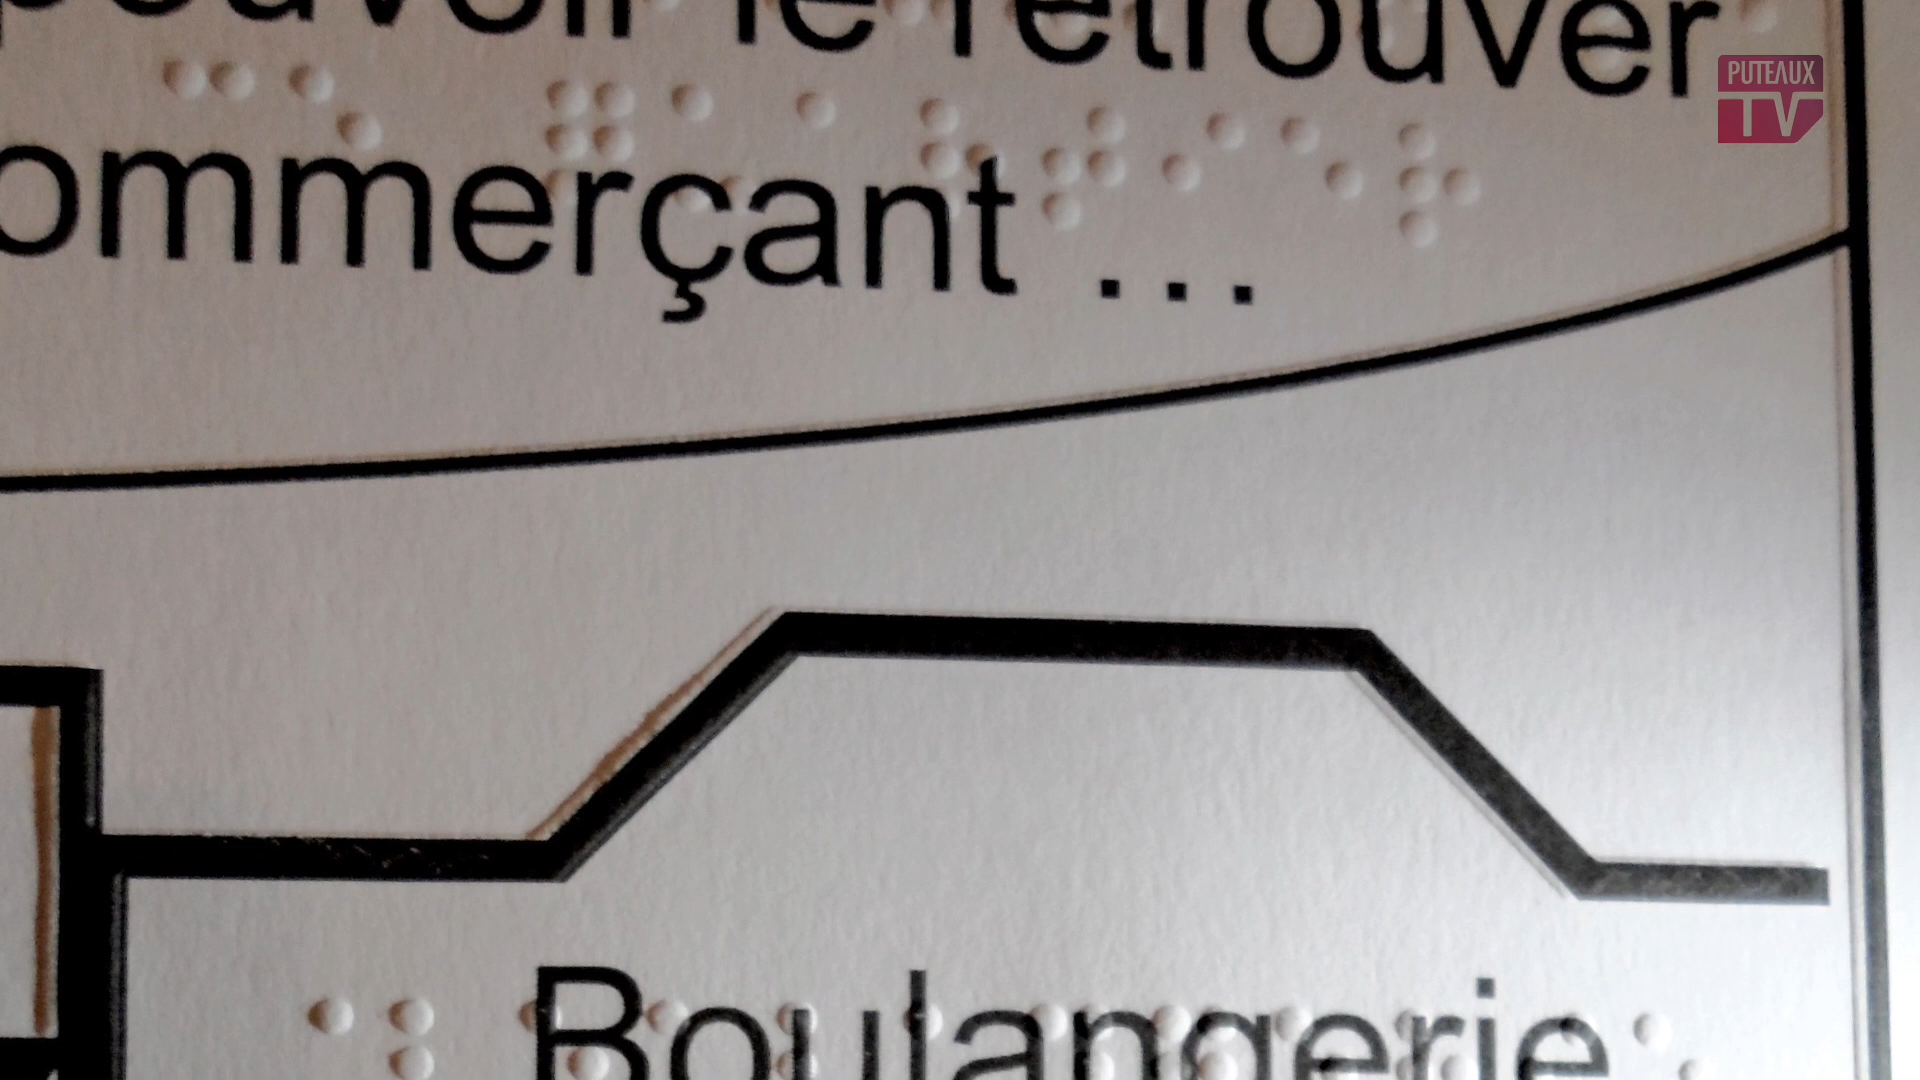 pouvoir le retrouver
ommerçant ...
Boulangerie
PUTEAUX
TV